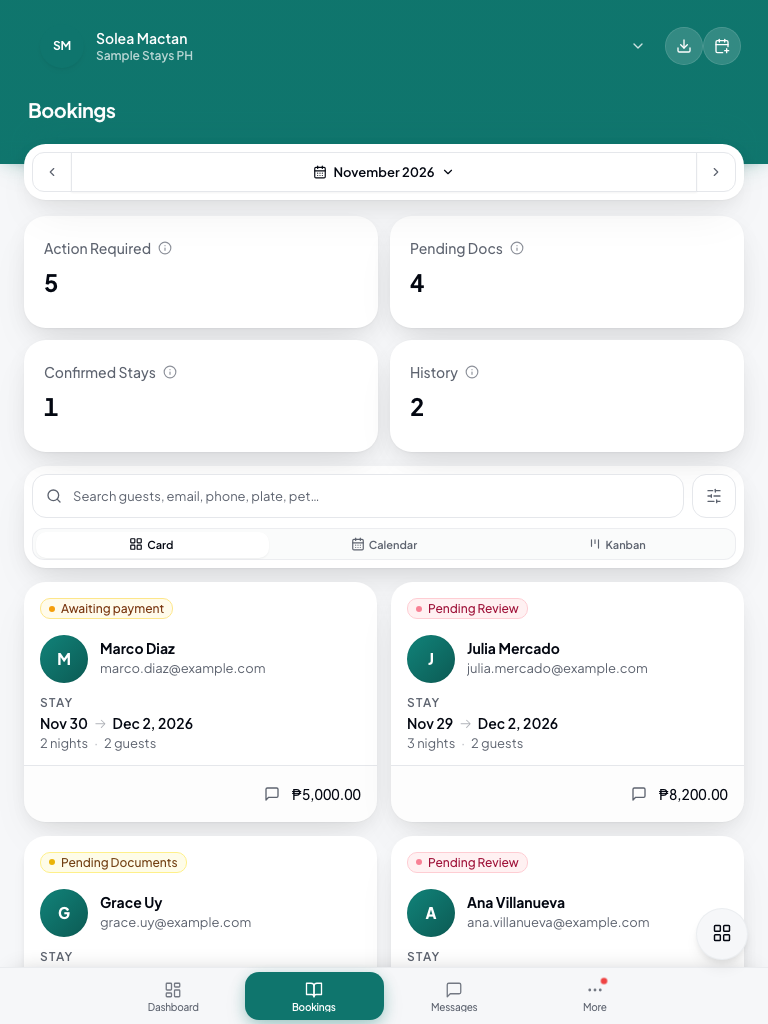 SM
Solea Mactan
Sample Stays PH
Bookings
November 2026
Action Required
5
Pending Docs
4
Confirmed Stays
1
History
2
Search guests, email, phone, plate, pet…
Card
Calendar
Kanban
Awaiting payment
M
Marco Diaz
marco.diaz@example.com
STAY
Nov 30 → Dec 2, 2026
2 nights · 2 guests
₱5,000.00
Pending Review
J
Julia Mercado
julia.mercado@example.com
STAY
Nov 29 → Dec 2, 2026
3 nights · 2 guests
₱8,200.00
Pending Documents
G
Grace Uy
grace.uy@example.com
STAY
Pending Review
A
Ana Villanueva
ana.villanueva@example.com
STAY
Dashboard
Bookings
Messages
More